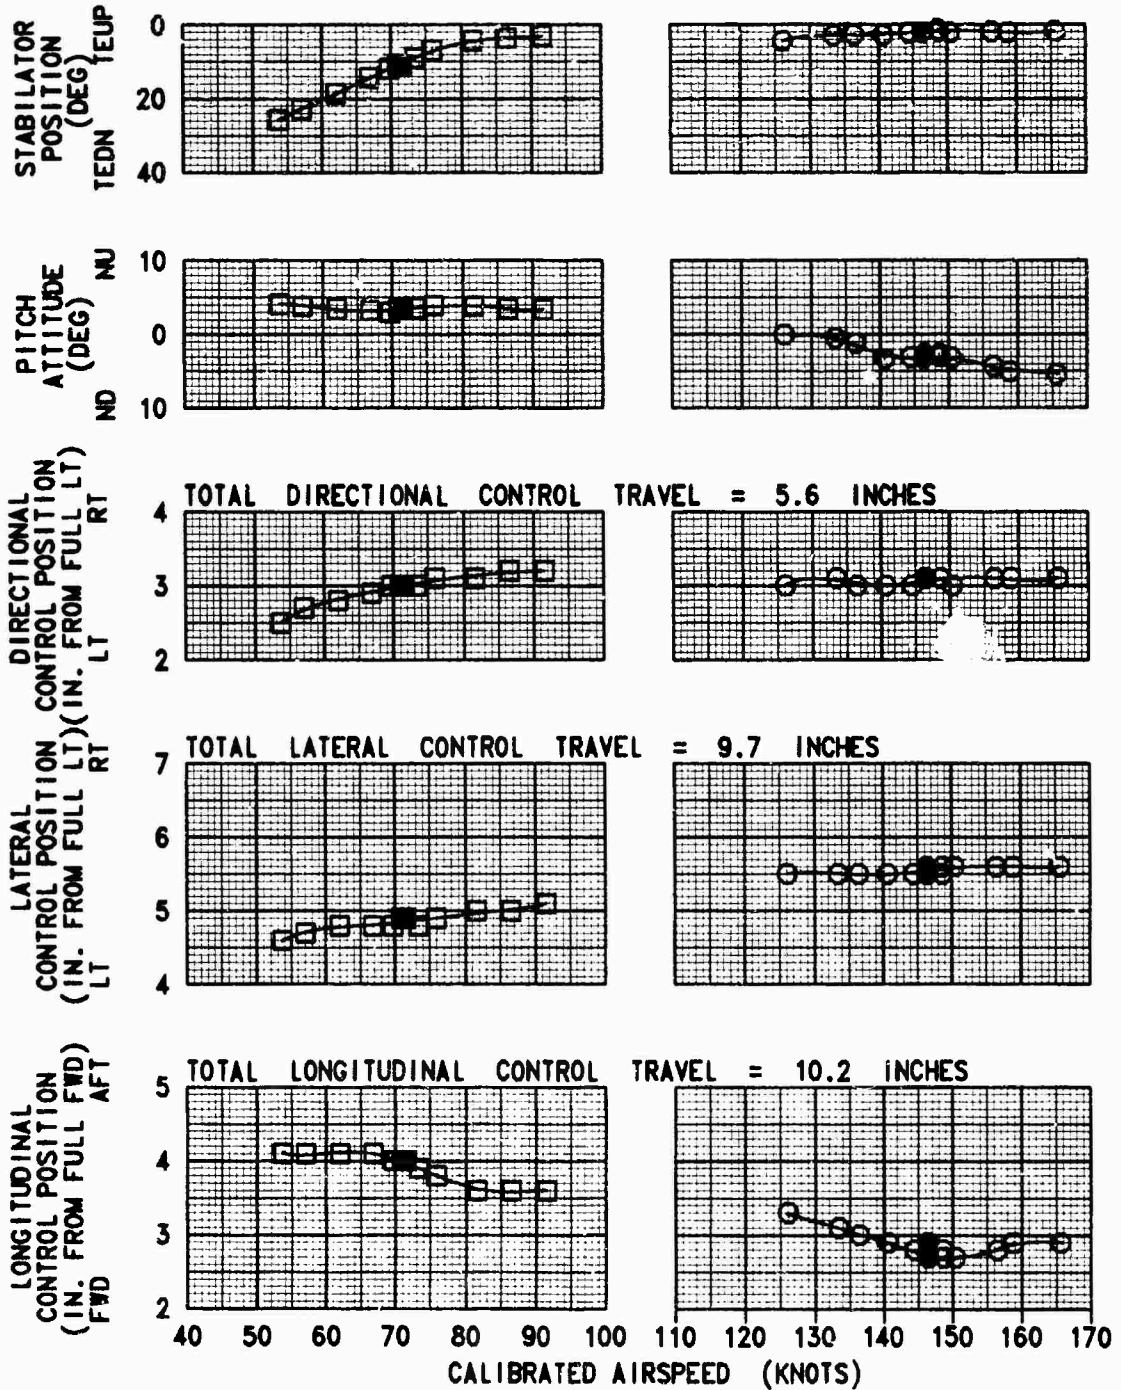 STABILATOR
POSITION
(DEG)
TEDN TEUP
0
20
40
PITCH
ATTITUDE
(DEG)
ND NU
10
0
10
DIRECTIONAL
CONTROL POSITION
(IN. FROM FULL LT)
LT RT
TOTAL DIRECTIONAL CONTROL TRAVEL = 5.6 INCHES
4
3
2
LATERAL
CONTROL POSITION
(IN. FROM FULL LT)
LT RT
TOTAL LATERAL CONTROL TRAVEL = 9.7 INCHES
7
6
5
4
LONGITUDINAL
CONTROL POSITION
(IN. FROM FULL FWD)
FWD AFT
TOTAL LONGITUDINAL CONTROL TRAVEL = 10.2 INCHES
5
4
3
2
40 50 60 70 80 90 100 110 120 130 140 150 160 170
CALIBRATED AIRSPEED (KNOTS)